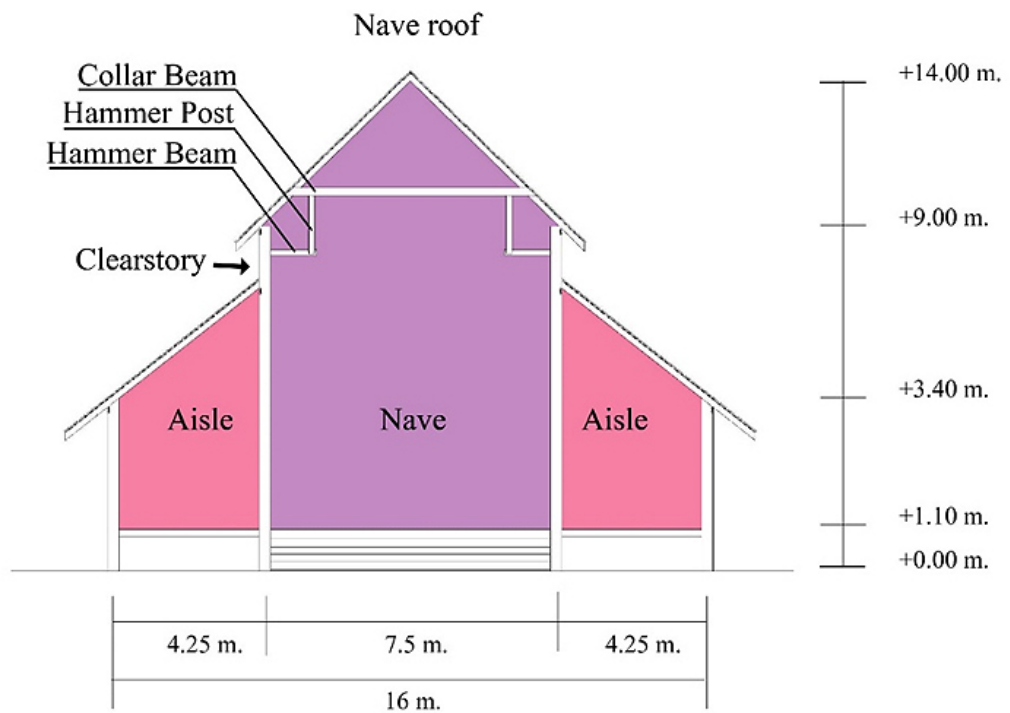 Nave roof
Collar Beam
Hammer Post
Hammer Beam
Clearstory
Aisle
Nave
Aisle
+14.00 m.
+9.00 m.
+3.40 m.
+1.10 m.
+0.00 m.
4.25 m.
7.5 m.
4.25 m.
16 m.